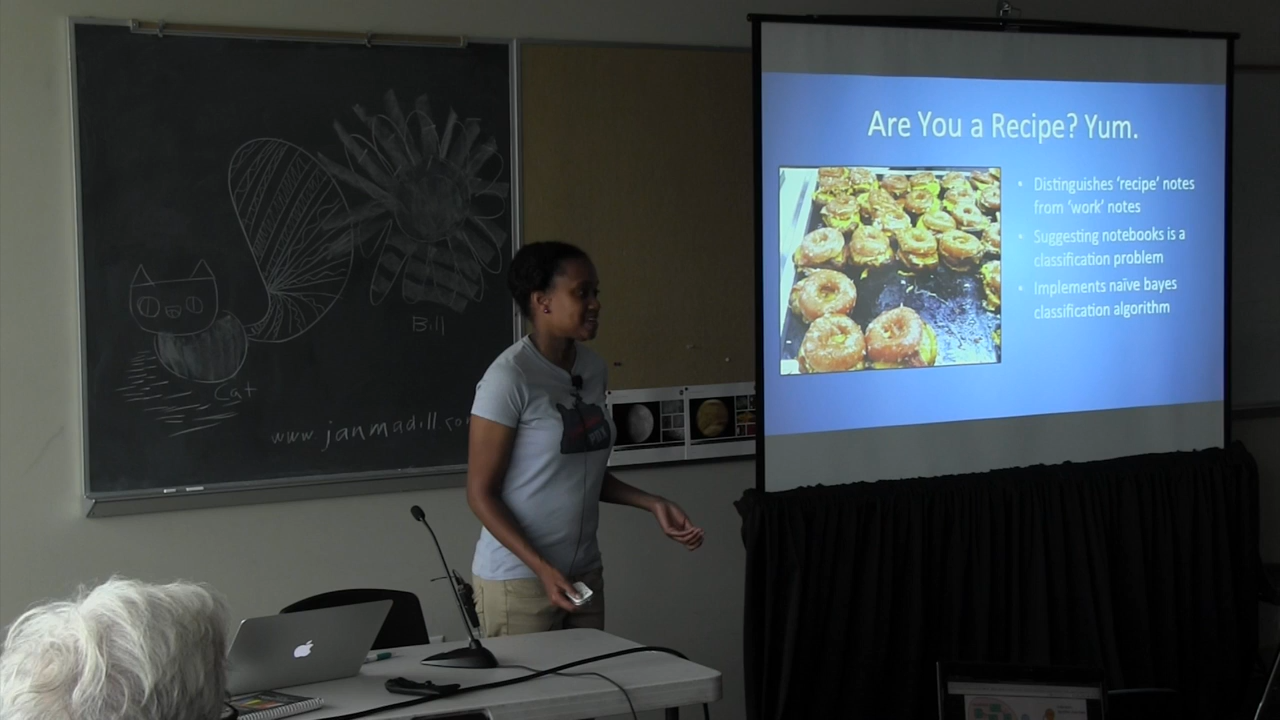 Bill
Cat
www.janmadill.co
Are You a Recipe? Yum.
• Distinguishes 'recipe' notes
from 'work' notes
• Suggesting notebooks is a
classification problem
• Implements naïve bayes
classification algorithm